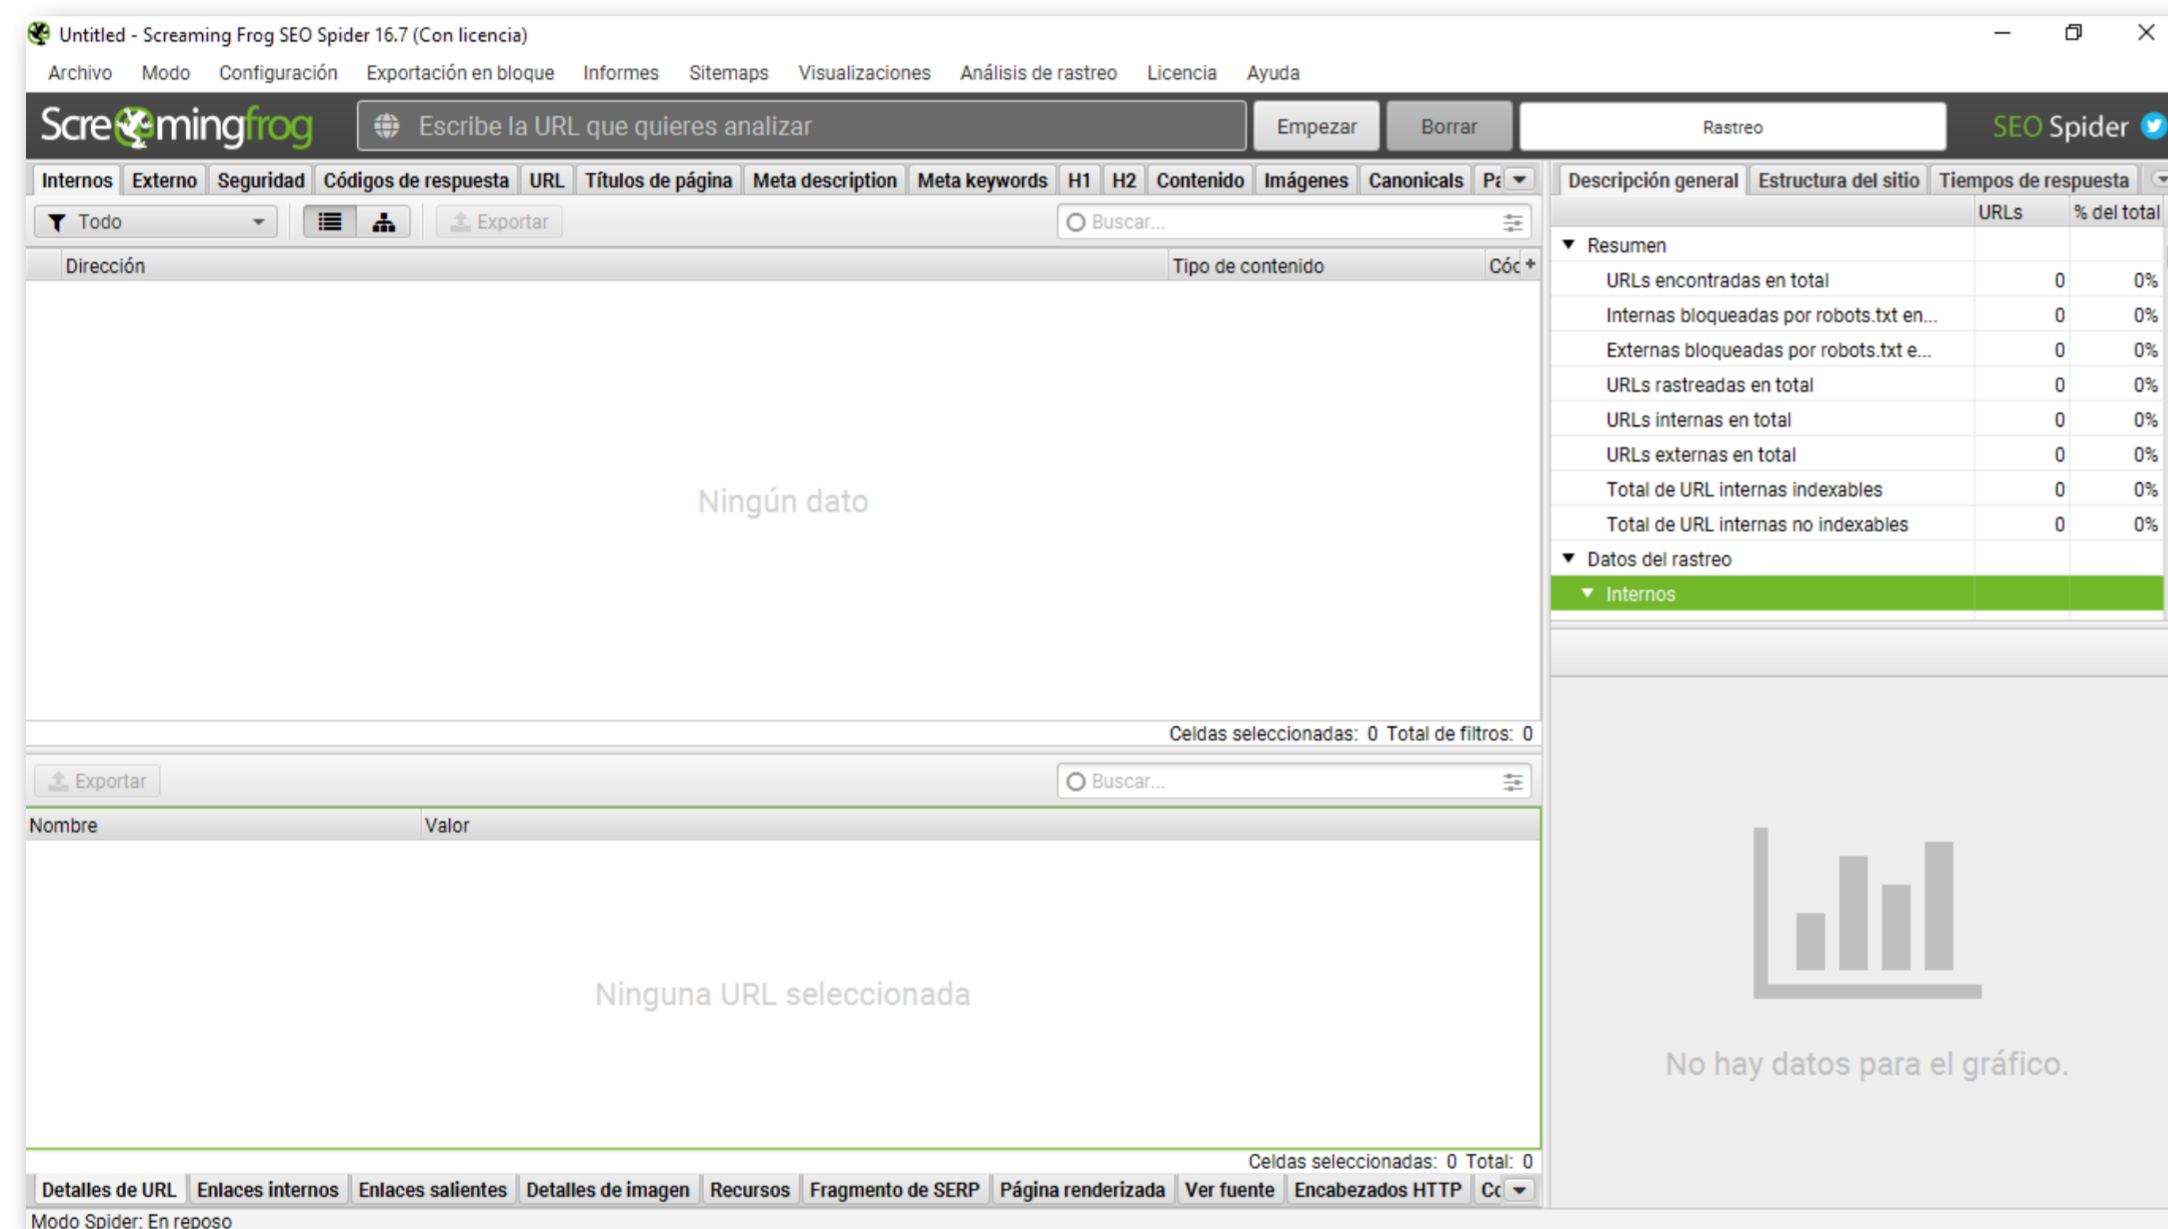 Untitled - Screaming Frog SEO Spider 16.7 (Con licencia)
Archivo Modo Configuración Exportación en bloque Informes Sitemaps Visualizaciones Análisis de rastreo Licencia Ayuda
Screamingfrog Escribe la URL que quieres analizar Empezar Borrar Rastreo SEO Spider
Internos Externo Seguridad Códigos de respuesta URL Títulos de página Meta description Meta keywords H1 H2 Contenido Imágenes Canonicals
Todo Exportar Buscar...
Dirección Tipo de contenido Cóc +
Ningún dato
Celdas seleccionadas: 0 Total de filtros: 0
Exportar Buscar...
Nombre Valor
Ninguna URL seleccionada
Celdas seleccionadas: 0 Total: 0
Detalles de URL Enlaces internos Enlaces salientes Detalles de imagen Recursos Fragmento de SERP Página renderizada Ver fuente Encabezados HTTP
Modo Spider: En reposo
Descripción general Estructura del sitio Tiempos de respuesta
URLs % del total
Resumen
URLs encontradas en total 0 0%
Internas bloqueadas por robots.txt en... 0 0%
Externas bloqueadas por robots.txt e... 0 0%
URLs rastreadas en total 0 0%
URLs internas en total 0 0%
URLs externas en total 0 0%
Total de URL internas indexables 0 0%
Total de URL internas no indexables 0 0%
Datos del rastreo
Internos
No hay datos para el gráfico.